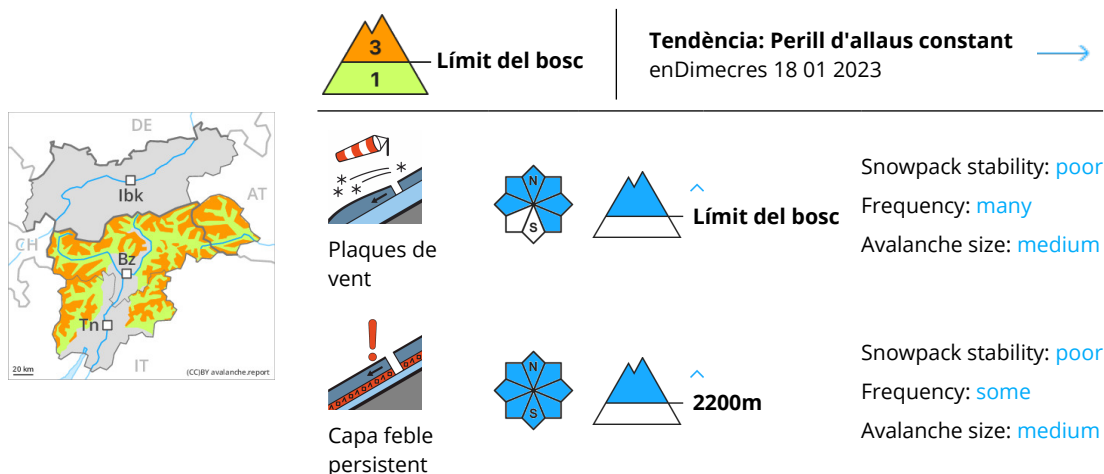 3
1
Límit del bosc
Tendència: Perill d'allaus constant
enDimecres 18 01 2023
DE
Ibk
AT
CH
Bz
Tn
IT
20 km
(CC)BY avalanche.report
N
S
Límit del bosc
Plaques de
vent
Snowpack stability: poor
Frequency: many
Avalanche size: medium
N
S
2200m
Capa feble
persistent
Snowpack stability: poor
Frequency: some
Avalanche size: medium